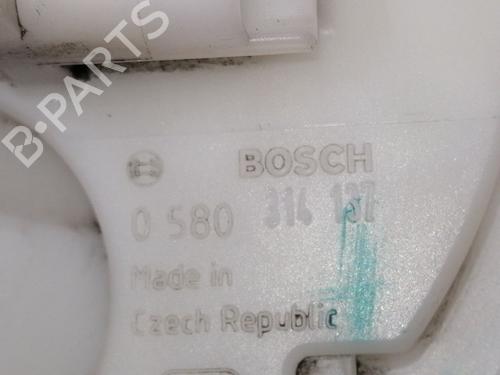 B-PARTS
BOSCH
0 580 314 137
Made in
Czech Republic